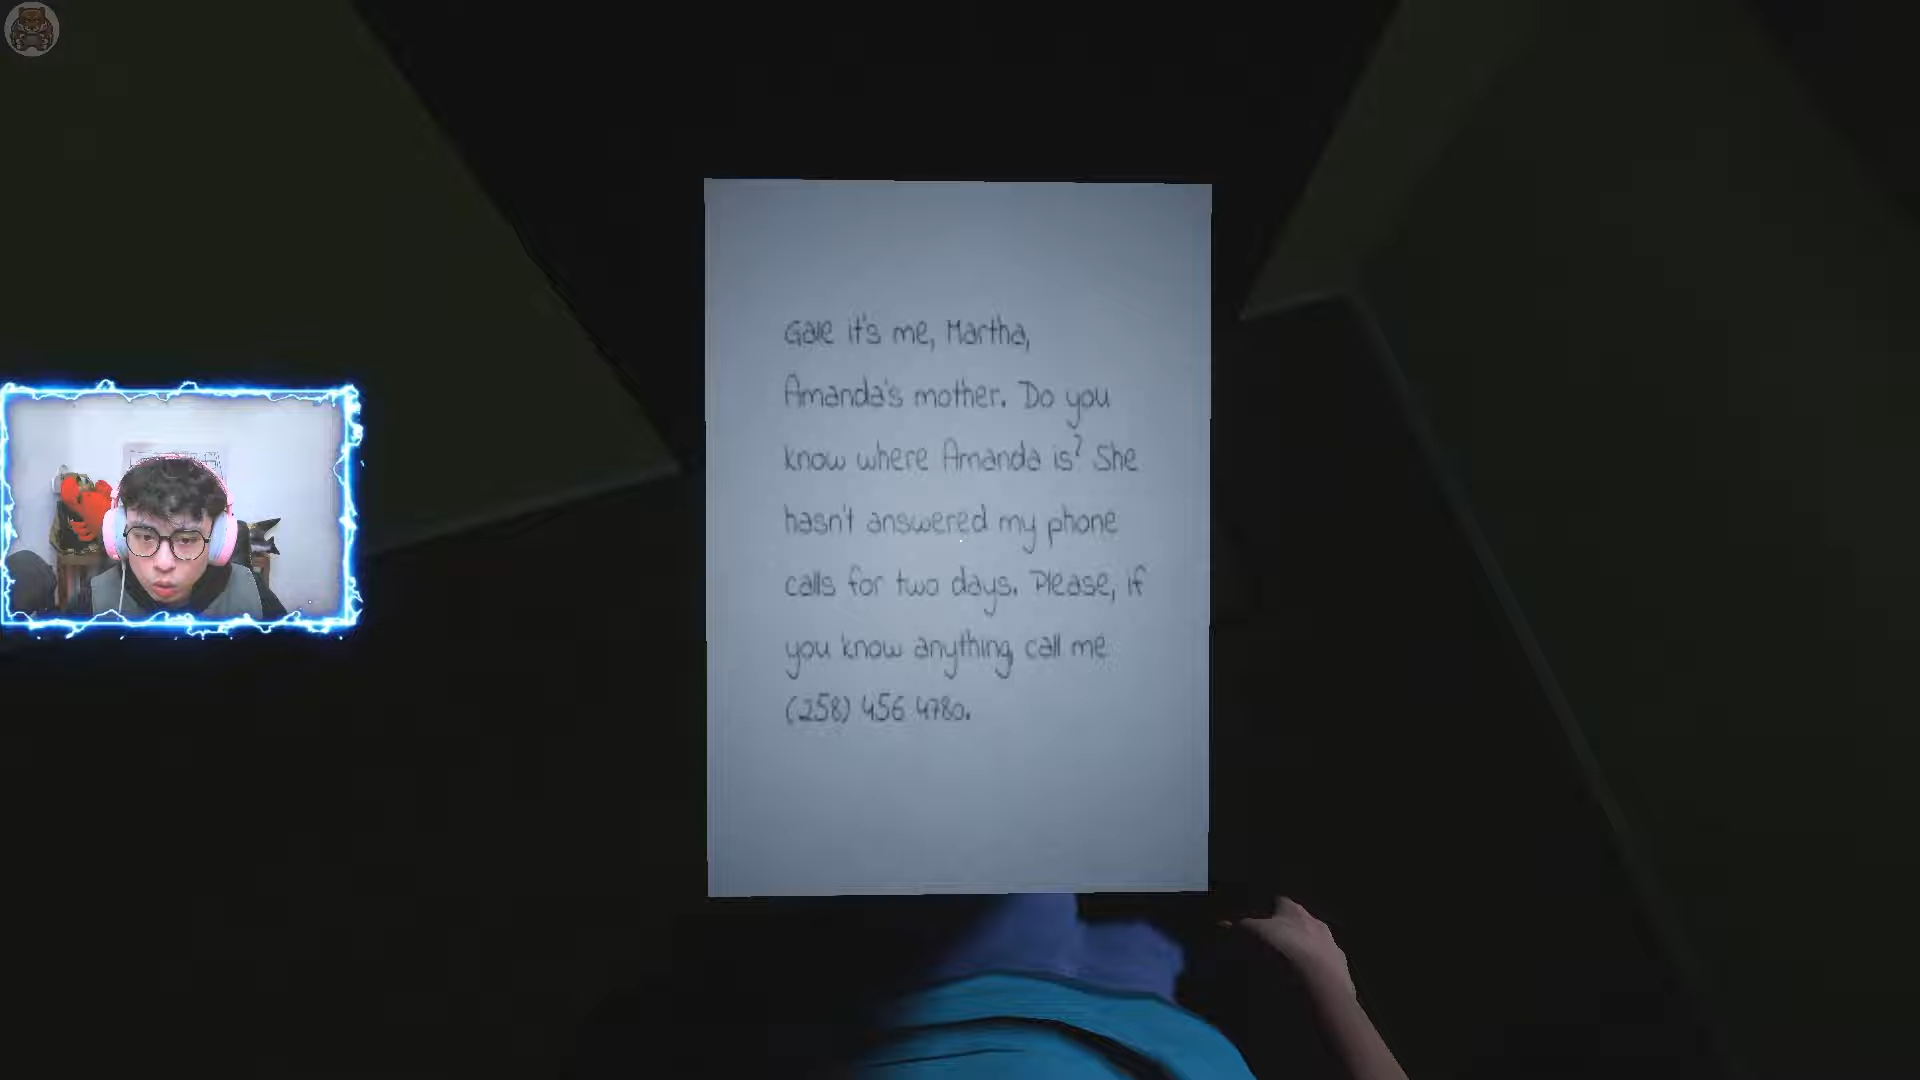 Gale it's me, Martha,
Amanda's mother. Do you
know where Amanda is? She
hasn't answered my phone
calls for two days. Please, if
you know anything, call me
(258) 456 4780.